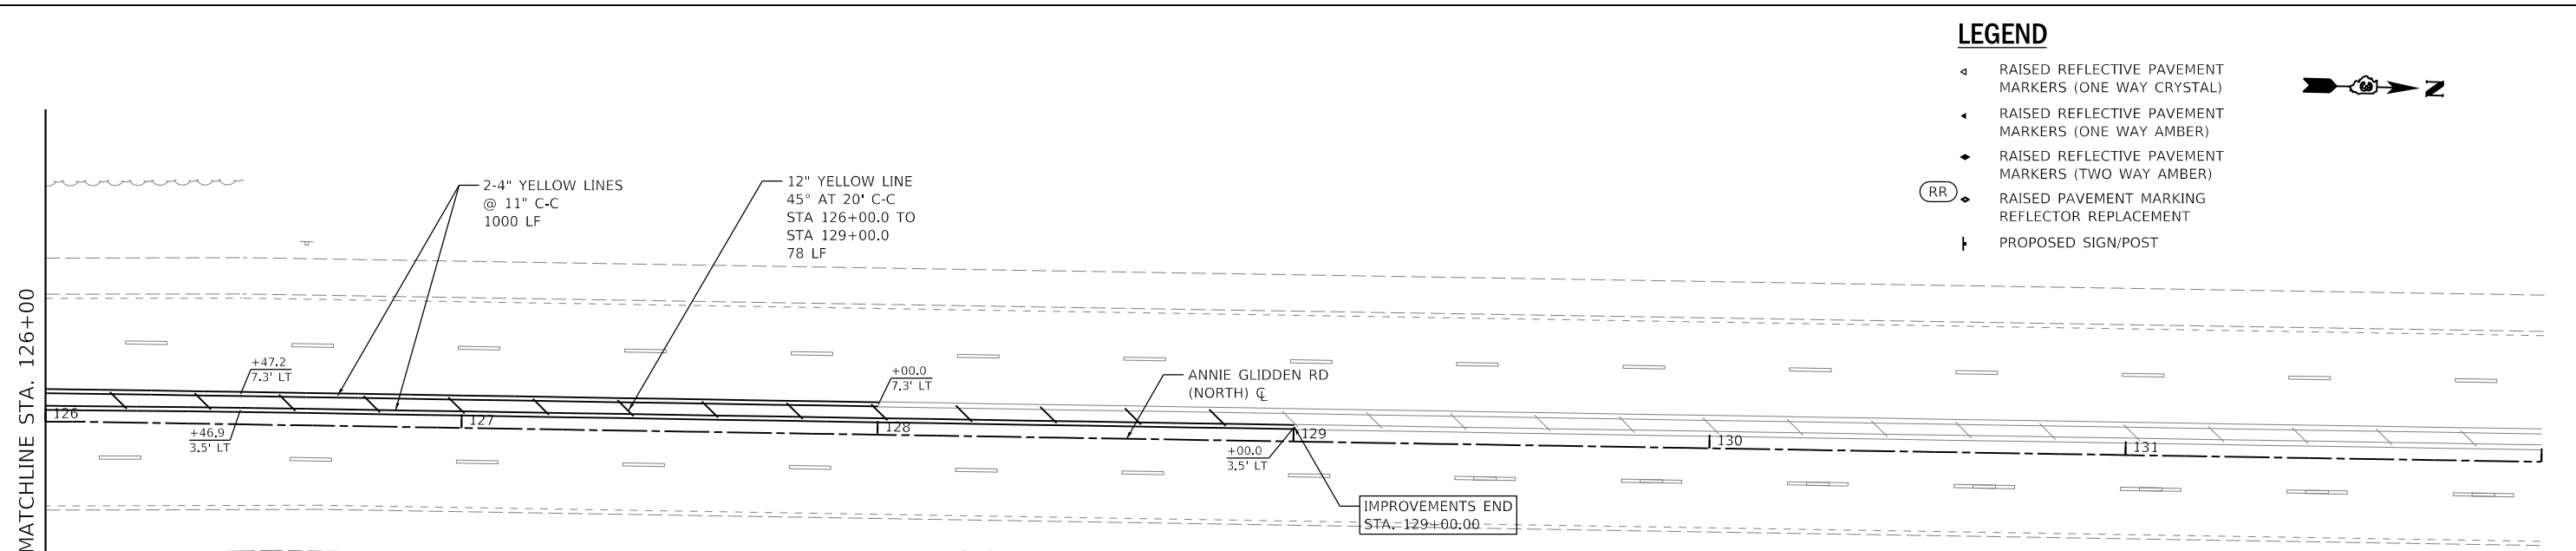 LEGEND
RAISED REFLECTIVE PAVEMENT
MARKERS (ONE WAY CRYSTAL)
RAISED REFLECTIVE PAVEMENT
MARKERS (ONE WAY AMBER)
RAISED REFLECTIVE PAVEMENT
MARKERS (TWO WAY AMBER)
RR
RAISED PAVEMENT MARKING
REFLECTOR REPLACEMENT
PROPOSED SIGN/POST
N
MATCHLINE STA. 126+00
2-4" YELLOW LINES
@ 11" C-C
1000 LF
12" YELLOW LINE
45° AT 20' C-C
STA 126+00.0 TO
STA 129+00.0
78 LF
+47.2
7.3' LT
+00.0
7.3' LT
ANNIE GLIDDEN RD
(NORTH) ℄
126
127
128
129
130
131
+46.9
3.5' LT
+00.0
3.5' LT
IMPROVEMENTS END
STA. 129+00.00